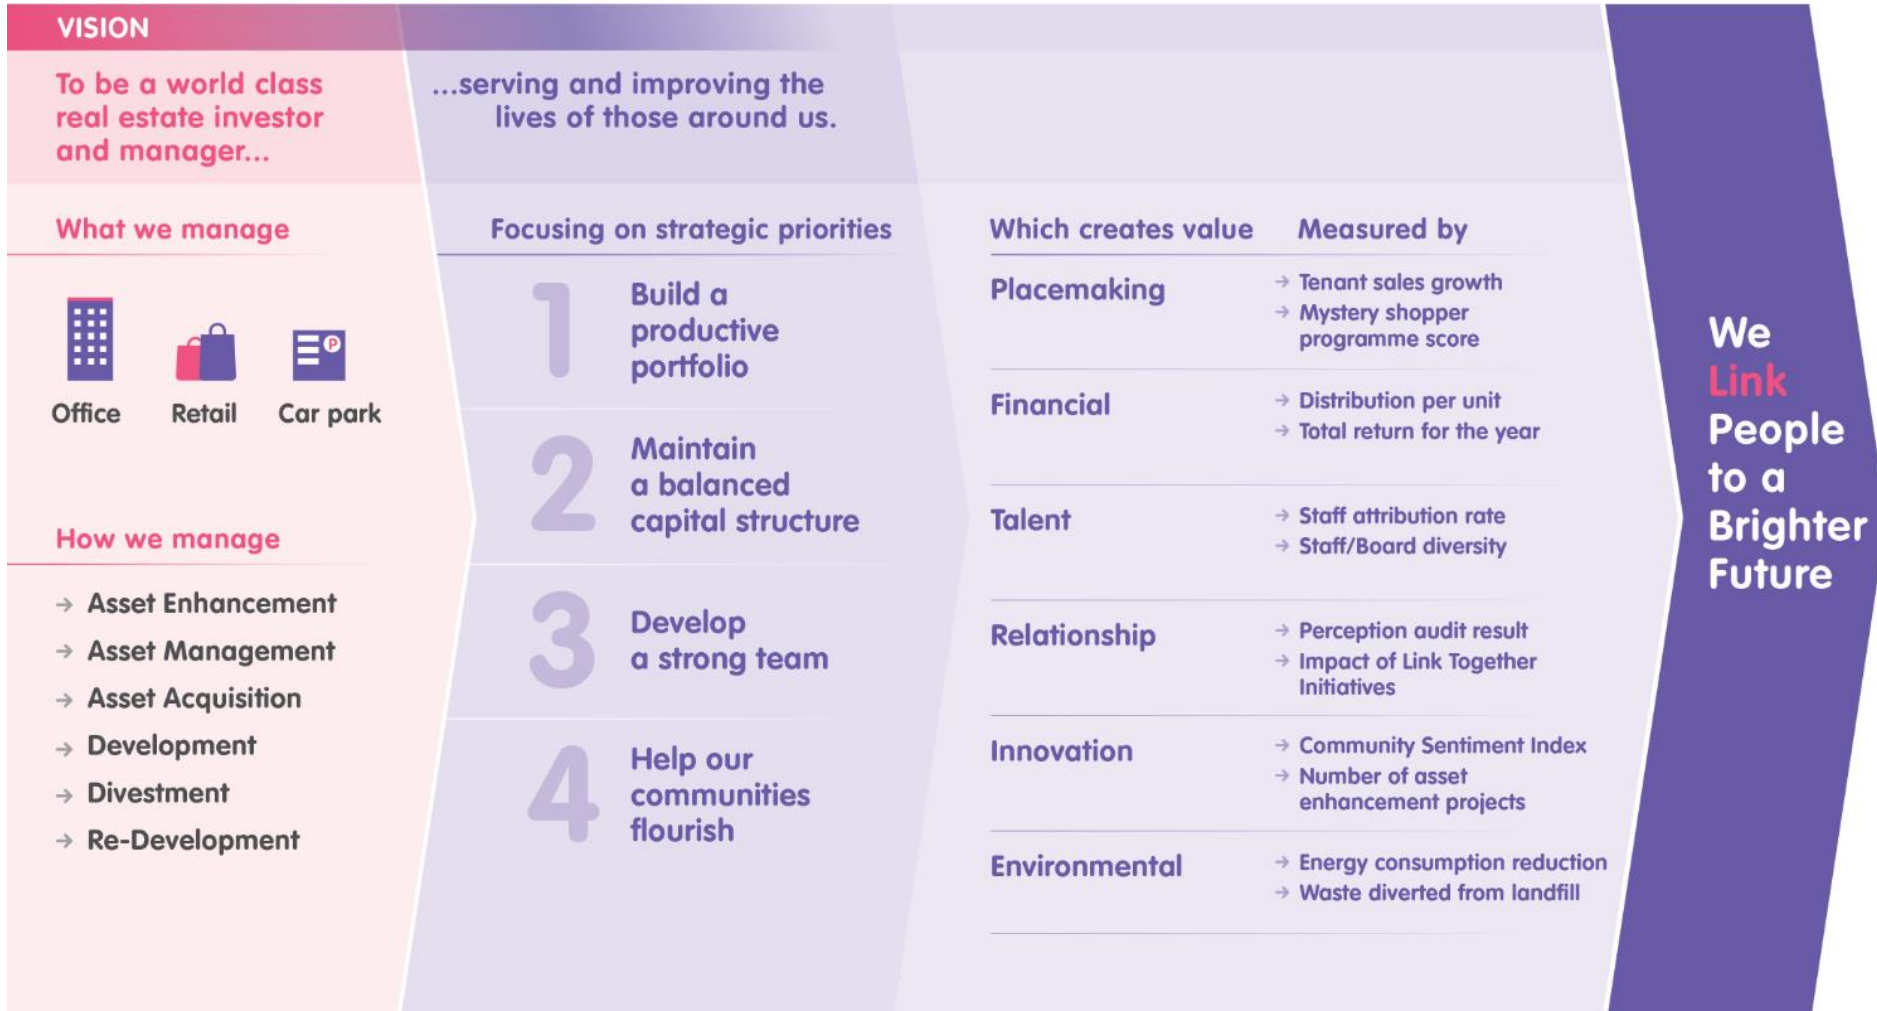 VISION
To be a world class
real estate investor
and manager...
...serving and improving the
lives of those around us.
What we manage
P
Office
Retail
Car park
How we manage
→ Asset Enhancement
→ Asset Management
→ Asset Acquisition
→ Development
→ Divestment
→ Re-Development
Focusing on strategic priorities
1
Build a
productive
portfolio
2
Maintain
a balanced
capital structure
3
Develop
a strong team
4
Help our
communities
flourish
Which creates value
Measured by
Placemaking
→ Tenant sales growth
→ Mystery shopper
programme score
Financial
→ Distribution per unit
→ Total return for the year
Talent
→ Staff attribution rate
→ Staff/Board diversity
Relationship
→ Perception audit result
→ Impact of Link Together
Initiatives
Innovation
→ Community Sentiment Index
→ Number of asset
enhancement projects
Environmental
→ Energy consumption reduction
→ Waste diverted from landfill
We
Link
People
to a
Brighter
Future